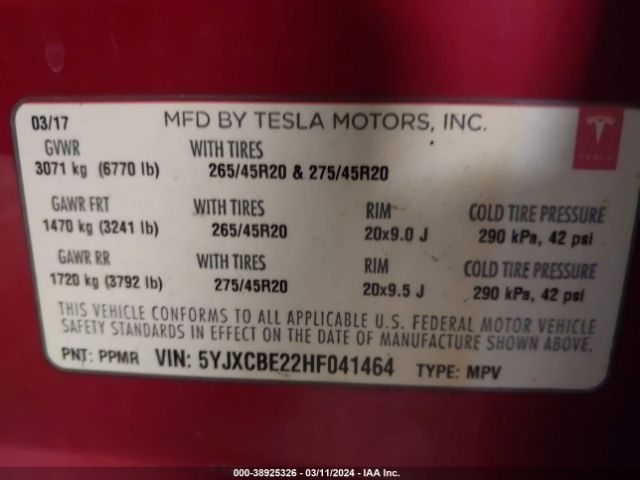 03/17 MFD BY TESLA MOTORS, INC.
TESLA
GVWR WITH TIRES
3071 kg (6770 lb) 265/45R20 & 275/45R20
GAWR FRT WITH TIRES RIM COLD TIRE PRESSURE
1470 kg (3241 lb) 265/45R20 20x9.0 J 290 kPa, 42 psi
GAWR RR WITH TIRES RIM COLD TIRE PRESSURE
1720 kg (3792 lb) 275/45R20 20x9.5 J 290 kPa, 42 psi
THIS VEHICLE CONFORMS TO ALL APPLICABLE U.S. FEDERAL MOTOR VEHICLE
SAFETY STANDARDS IN EFFECT ON THE DATE OF MANUFACTURE SHOWN ABOVE.
PNT: PPMR VIN: 5YJXCBE22HF041464 TYPE: MPV
000-38925326 - 03/11/2024 - IAA Inc.